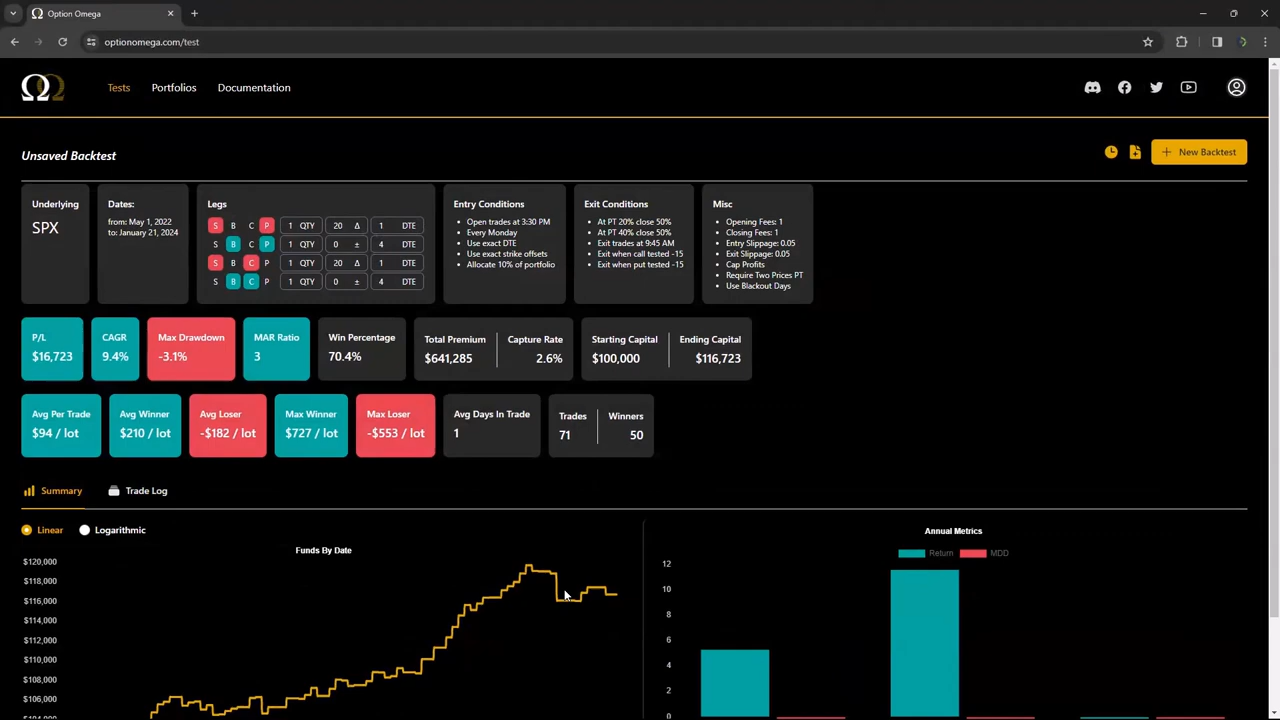 Option Omega
optionomega.com/test
Tests Portfolios Documentation
Unsaved Backtest
New Backtest
Underlying
SPX
Dates:
from: May 1, 2022
to: January 21, 2024
Legs
S B C P 1 QTY 20 Δ 1 DTE
S B C P 1 QTY 0 ± 4 DTE
S B C P 1 QTY 20 Δ 1 DTE
S B C P 1 QTY 0 ± 4 DTE
Entry Conditions
Open trades at 3:30 PM
Every Monday
Use exact DTE
Use exact strike offsets
Allocate 10% of portfolio
Exit Conditions
At PT 20% close 50%
At PT 40% close 50%
Exit trades at 9:45 AM
Exit when call tested -15
Exit when put tested -15
Misc
Opening Fees: 1
Closing Fees: 1
Entry Slippage: 0.05
Exit Slippage: 0.05
Cap Profits
Require Two Prices PT
Use Blackout Days
P/L
$16,723
CAGR
9.4%
Max Drawdown
-3.1%
MAR Ratio
3
Win Percentage
70.4%
Total Premium
$641,285
Capture Rate
2.6%
Starting Capital
$100,000
Ending Capital
$116,723
Avg Per Trade
$94 / lot
Avg Winner
$210 / lot
Avg Loser
-$182 / lot
Max Winner
$727 / lot
Max Loser
-$553 / lot
Avg Days In Trade
1
Trades
71
Winners
50
Summary Trade Log
Linear Logarithmic
Funds By Date
$120,000
$118,000
$116,000
$114,000
$112,000
$110,000
$108,000
$106,000
$104,000
Annual Metrics
Return MDD
12
10
8
6
4
2
0